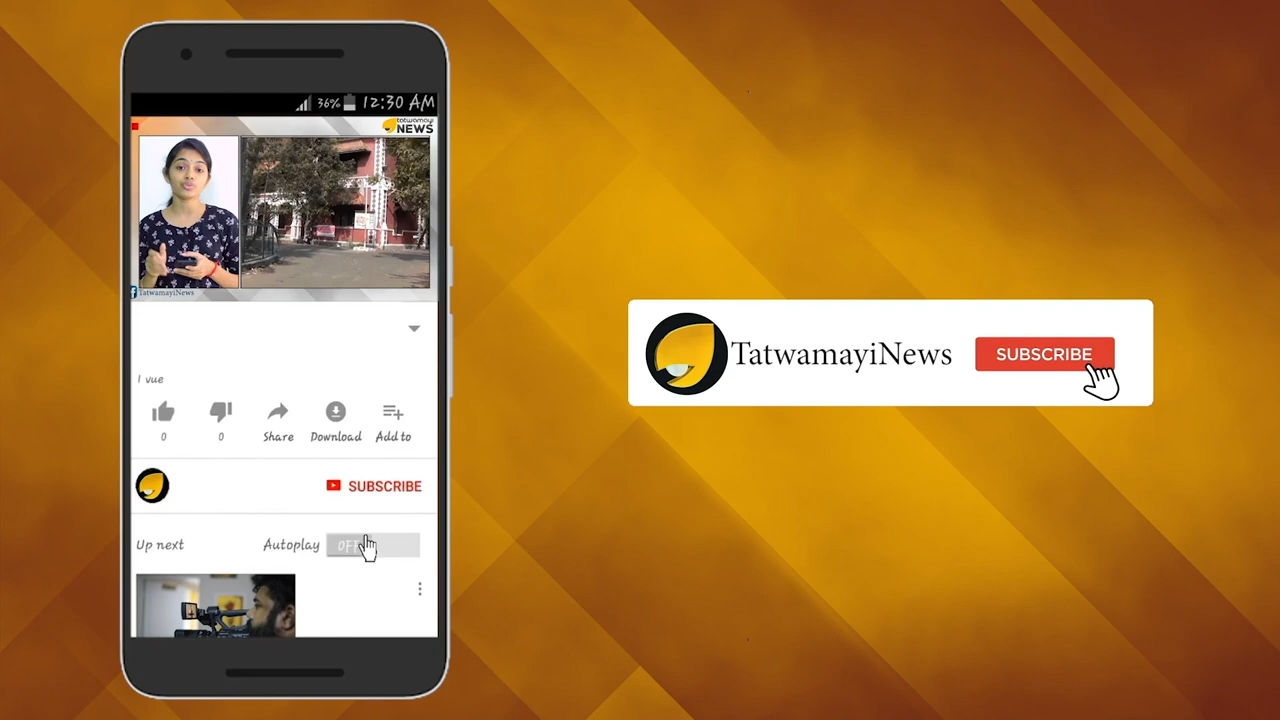 36% 12:30 AM
tatwamayi
NEWS
TatwamayiNews
1 vue
0 0 Share Download Add to
SUBSCRIBE
Up next Autoplay OFF
TatwamayiNews SUBSCRIBE